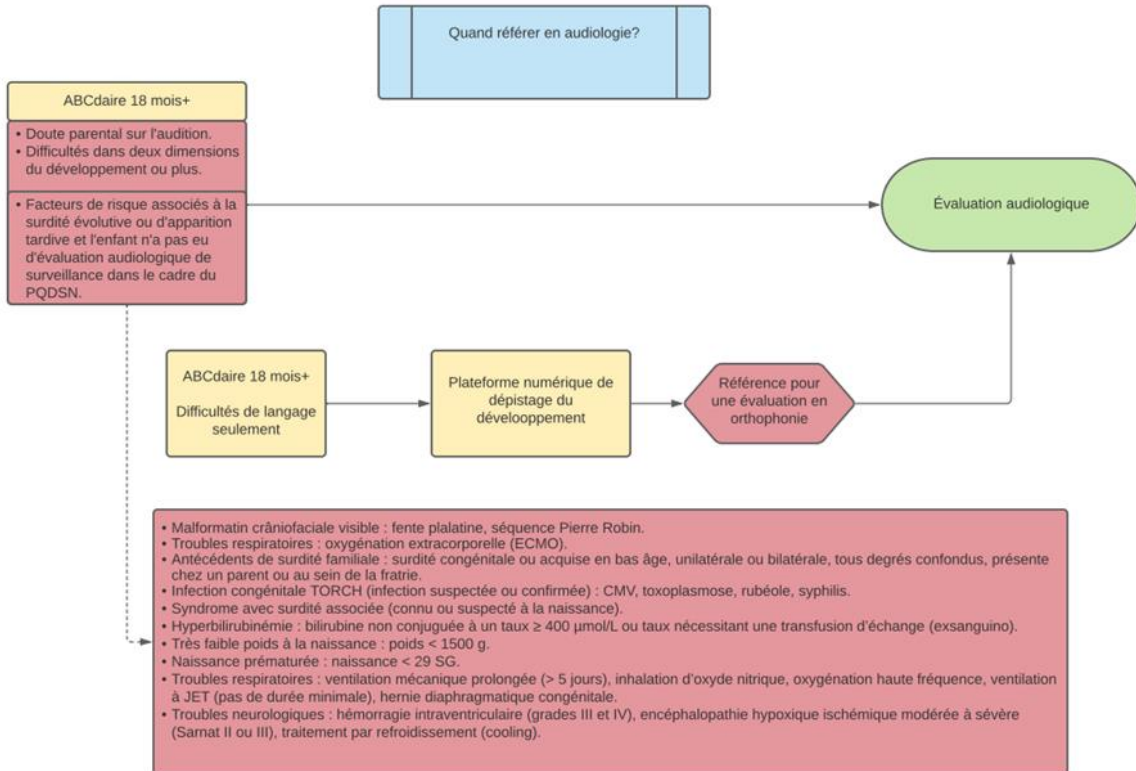 Quand référer en audiologie?
ABCdaire 18 mois+
• Doute parental sur l'audition.
• Difficultés dans deux dimensions
du développement ou plus.
• Facteurs de risque associés à la
surdité évolutive ou d'apparition
tardive et l'enfant n'a pas eu
d'évaluation audiologique de
surveillance dans le cadre du
PQDSN.
Évaluation audiologique
ABCdaire 18 mois+
Difficultés de langage
seulement
Plateforme numérique de
dépistage du
dévelooppement
Référence pour
une évaluation en
orthophonie
• Malformatin crâniofaciale visible : fente plalatine, séquence Pierre Robin.
• Troubles respiratoires : oxygénation extracorporelle (ECMO).
• Antécédents de surdité familiale : surdité congénitale ou acquise en bas âge, unilatérale ou bilatérale, tous degrés confondus, présente
chez un parent ou au sein de la fratrie.
• Infection congénitale TORCH (infection suspectée ou confirmée) : CMV, toxoplasmose, rubéole, syphilis.
• Syndrome avec surdité associée (connu ou suspecté à la naissance).
• Hyperbilirubinémie : bilirubine non conjuguée à un taux ≥ 400 µmol/L ou taux nécessitant une transfusion d'échange (exsanguino).
• Très faible poids à la naissance : poids < 1500 g.
• Naissance prématurée : naissance < 29 SG.
• Troubles respiratoires : ventilation mécanique prolongée (> 5 jours), inhalation d'oxyde nitrique, oxygénation haute fréquence, ventilation
à JET (pas de durée minimale), hernie diaphragmatique congénitale.
• Troubles neurologiques : hémorragie intraventriculaire (grades III et IV), encéphalopathie hypoxique ischémique modérée à sévère
(Sarnat II ou III), traitement par refroidissement (cooling).